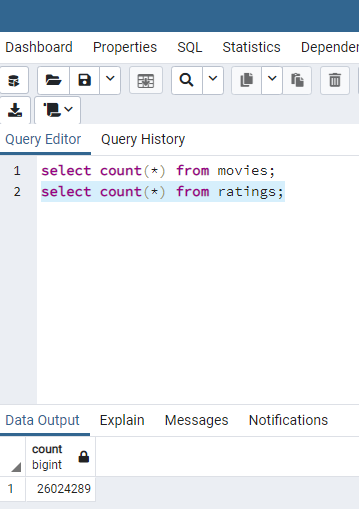 Dashboard Properties SQL Statistics Depender
Query Editor Query History
1 select count(*) from movies;
2 select count(*) from ratings;
Data Output Explain Messages Notifications
count
bigint
1 26024289